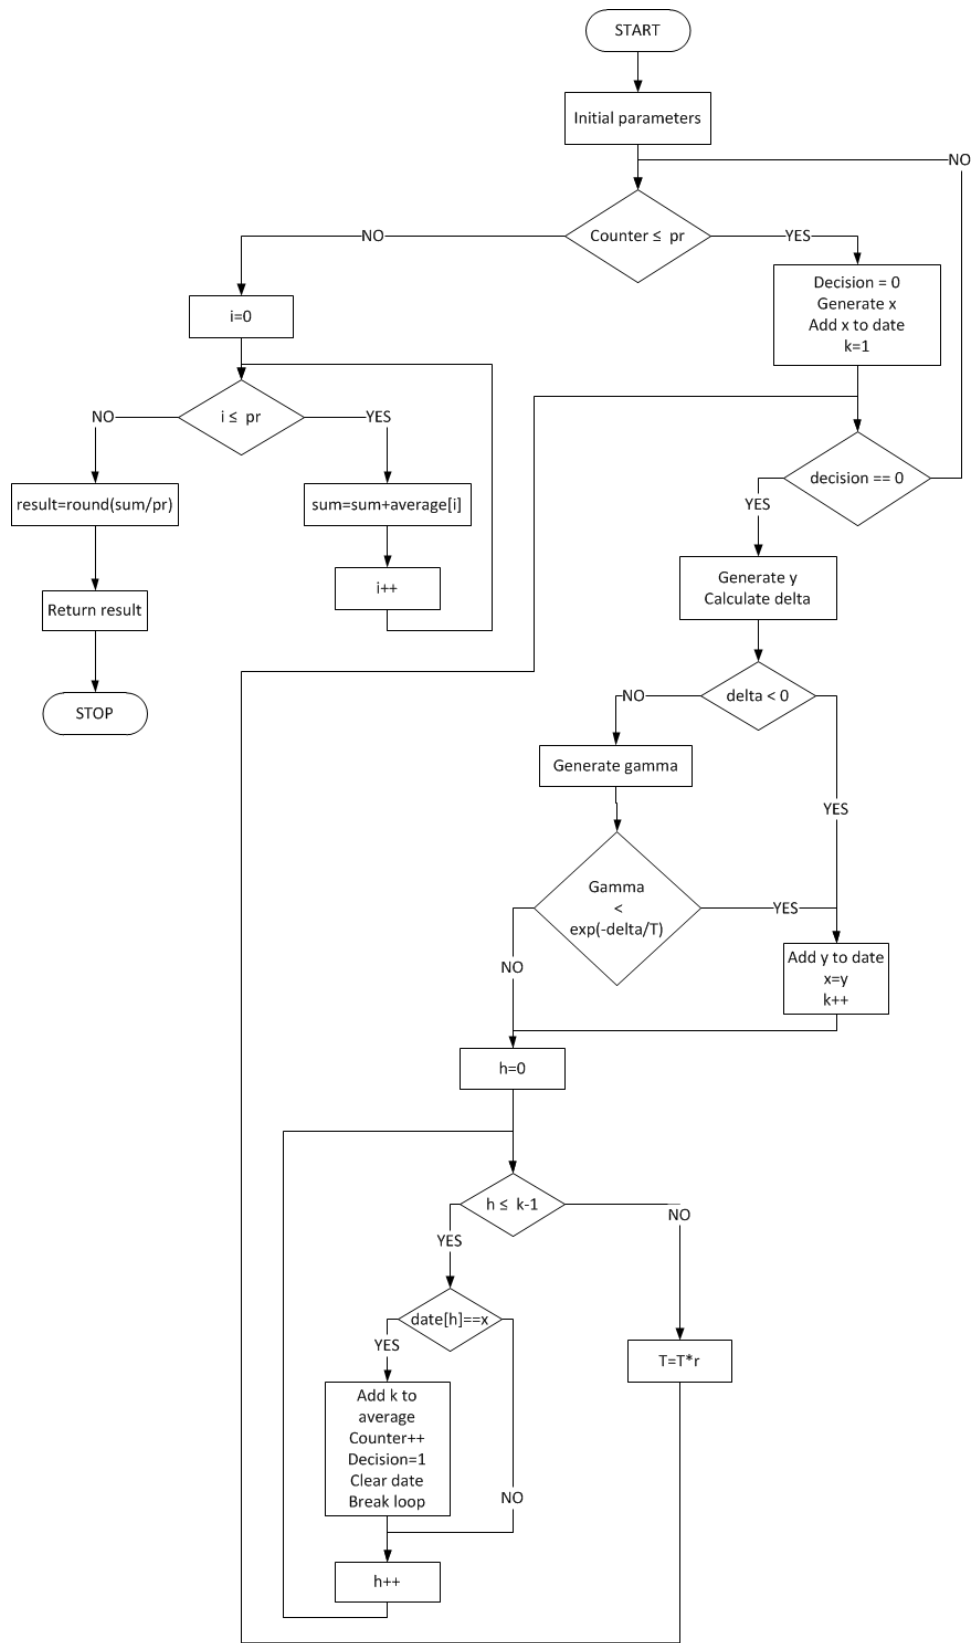 START
Initial parameters
NO
Counter ≤ pr
NO
YES
Decision = 0
Generate x
Add x to date
k=1
i=0
i ≤ pr
NO
YES
result=round(sum/pr)
sum=sum+average[i]
i++
Return result
STOP
decision == 0
YES
Generate y
Calculate delta
delta < 0
NO
Generate gamma
YES
Gamma
<
exp(-delta/T)
YES
NO
Add y to date
x=y
k++
h=0
h ≤ k-1
NO
YES
date[h]==x
YES
T=T*r
Add k to
average
Counter++
Decision=1
Clear date
Break loop
NO
h++